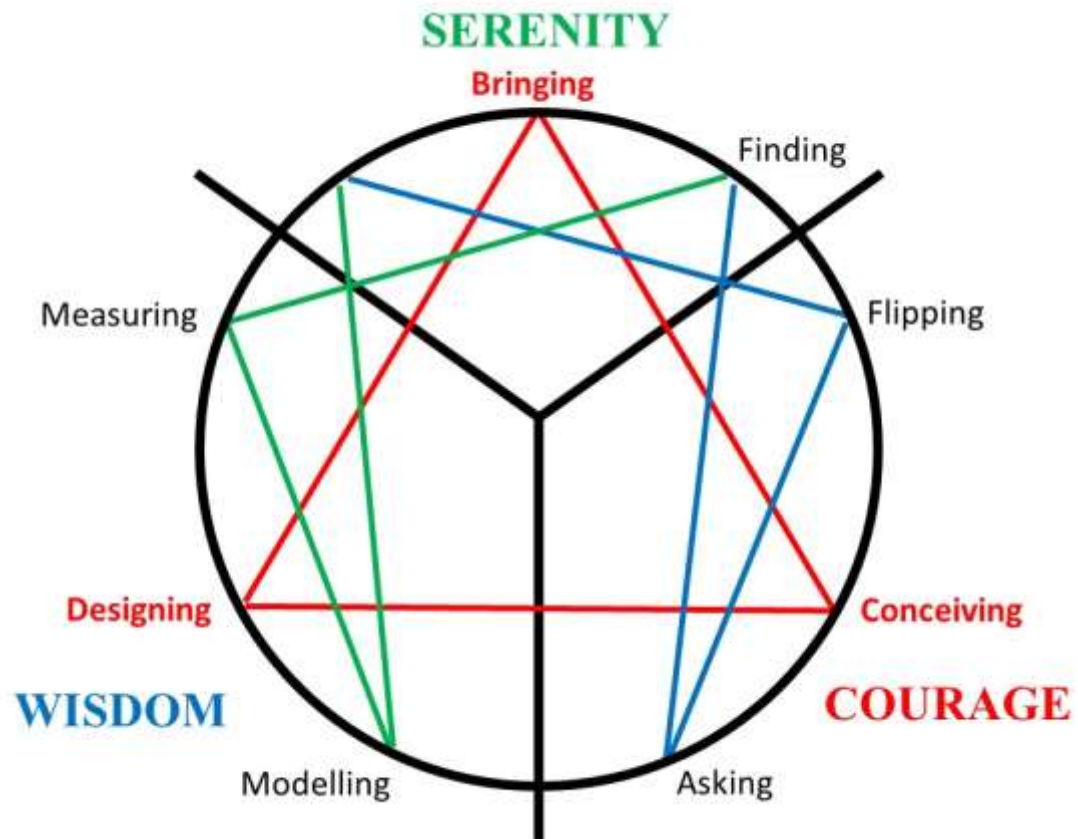 SERENITY
Bringing
Finding
Measuring
Flipping
Designing
Conceiving
WISDOM
COURAGE
Modelling
Asking